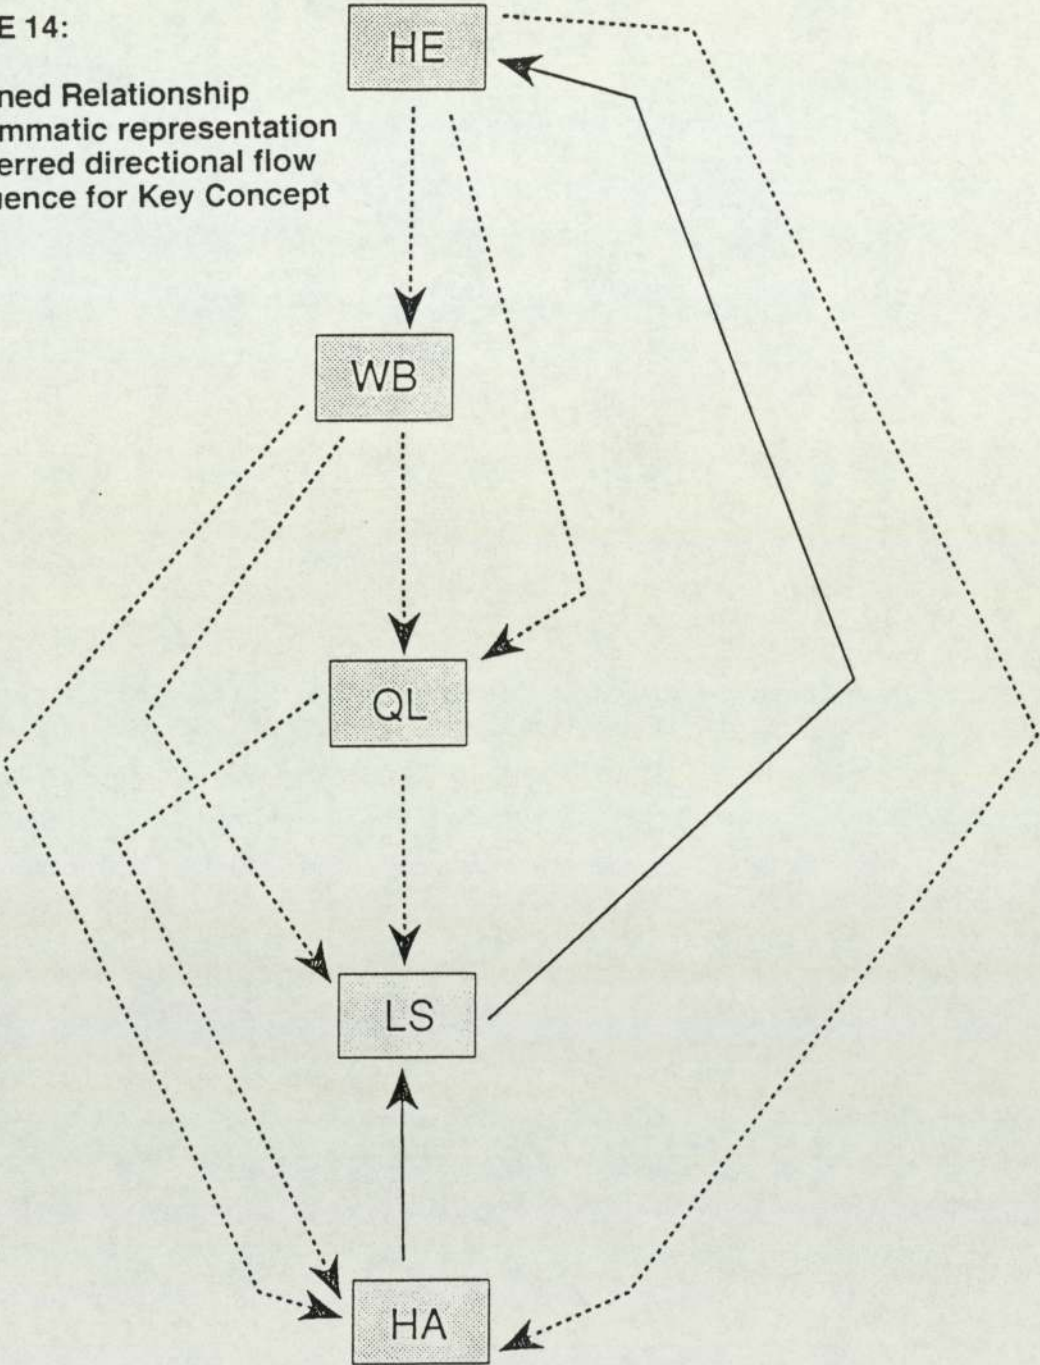 E 14:
ned Relationship
mmatic representation
erred directional flow
uence for Key Concept
HE
WB
QL
LS
HA